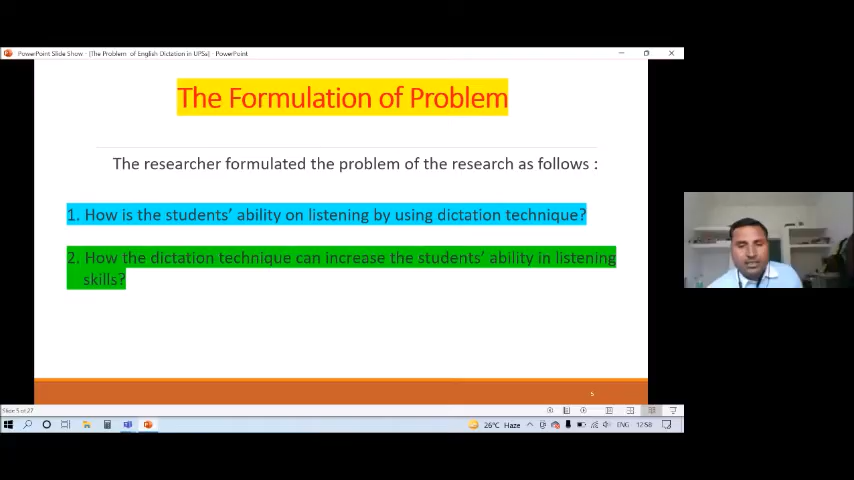 PowerPoint Slide Show - [The Problem of English Dictation in UPSs] - PowerPoint
The Formulation of Problem
The researcher formulated the problem of the research as follows :
1. How is the students' ability on listening by using dictation technique?
2. How the dictation technique can increase the students' ability in listening
skills?
5
Slide 5 of 27
26°C Haze
ENG
12:58